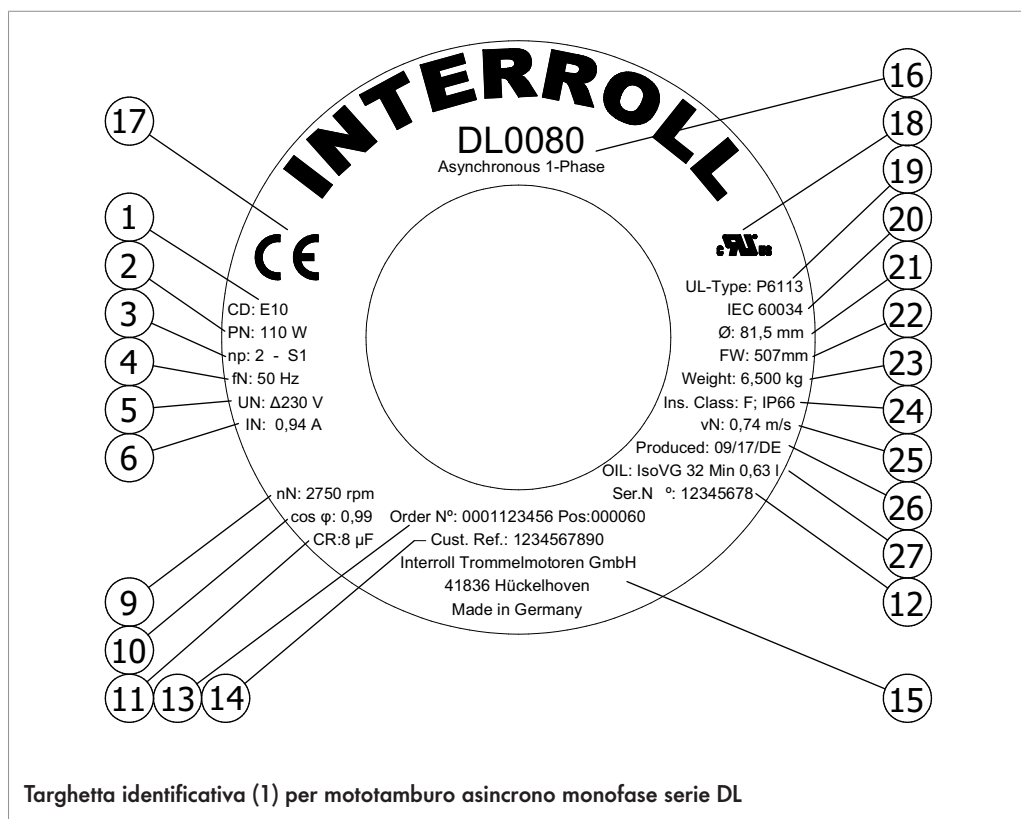 INTERROLL
DL0080
Asynchronous 1-Phase
16
17
18
19
1
20
2
21
3
22
4
23
5
24
6
25
26
27
9
12
10
11
13
14
15
CE
c RU us
UL-Type: P6113
CD: E10
IEC 60034
PN: 110 W
Ø: 81,5 mm
np: 2 - S1
FW: 507mm
fN: 50 Hz
Weight: 6,500 kg
UN: Δ230 V
Ins. Class: F; IP66
IN: 0,94 A
vN: 0,74 m/s
Produced: 09/17/DE
OIL: IsoVG 32 Min 0,63 l
nN: 2750 rpm
Ser.N º: 12345678
cos φ: 0,99
Order Nº: 0001123456 Pos:000060
CR:8 µF
Cust. Ref.: 1234567890
Interroll Trommelmotoren GmbH
41836 Hückelhoven
Made in Germany
Targhetta identificativa (1) per mototamburo asincrono monofase serie DL